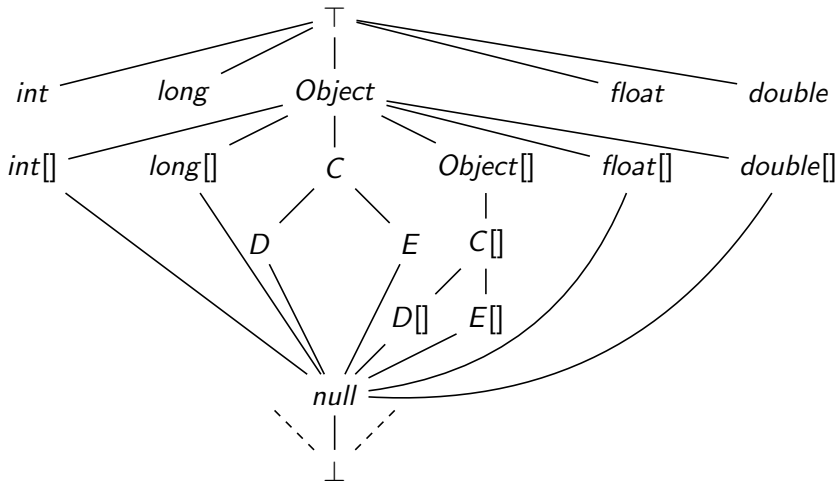 ⊤
int long Object float double
int[] long[] C Object[] float[] double[]
D E C[]
D[] E[]
null
⊥